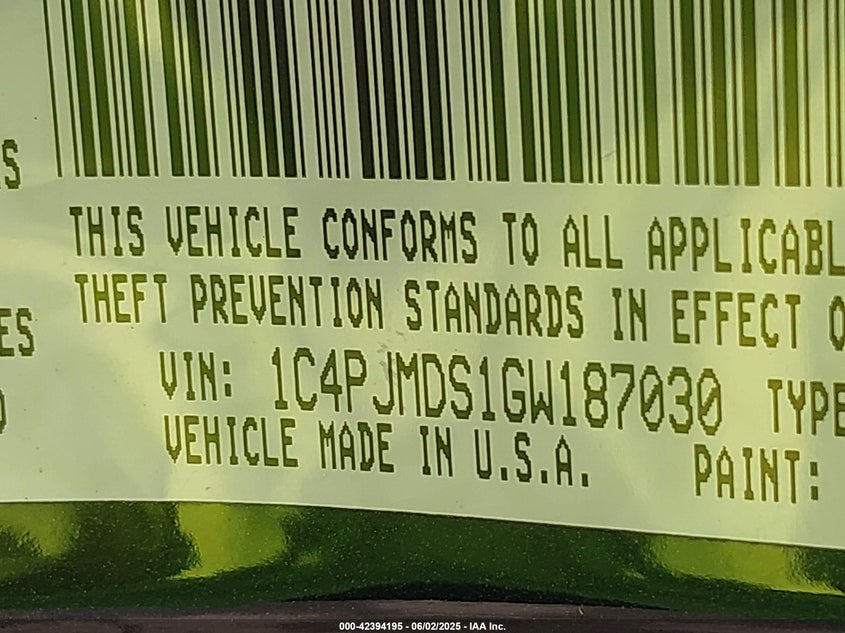 S
THIS VEHICLE CONFORMS TO ALL APPLICABL
THEFT PREVENTION STANDARDS IN EFFECT O
ES
VIN: 1C4PJMDS1GW187030 TYPE
VEHICLE MADE IN U.S.A. PAINT:
000-42394195 - 06/02/2025 - IAA Inc.